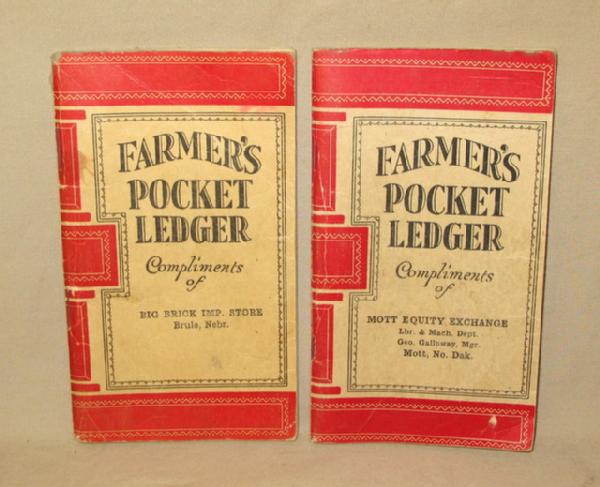 FARMER'S
POCKET
LEDGER
Compliments
of
BIG BRICK IMP. STORE
Brule, Nebr.
FARMER'S
POCKET
LEDGER
Compliments
of
MOTT EQUITY EXCHANGE
Lbr. & Mach. Dept.
Geo. Gallaway, Mgr.
Mott, No. Dak.